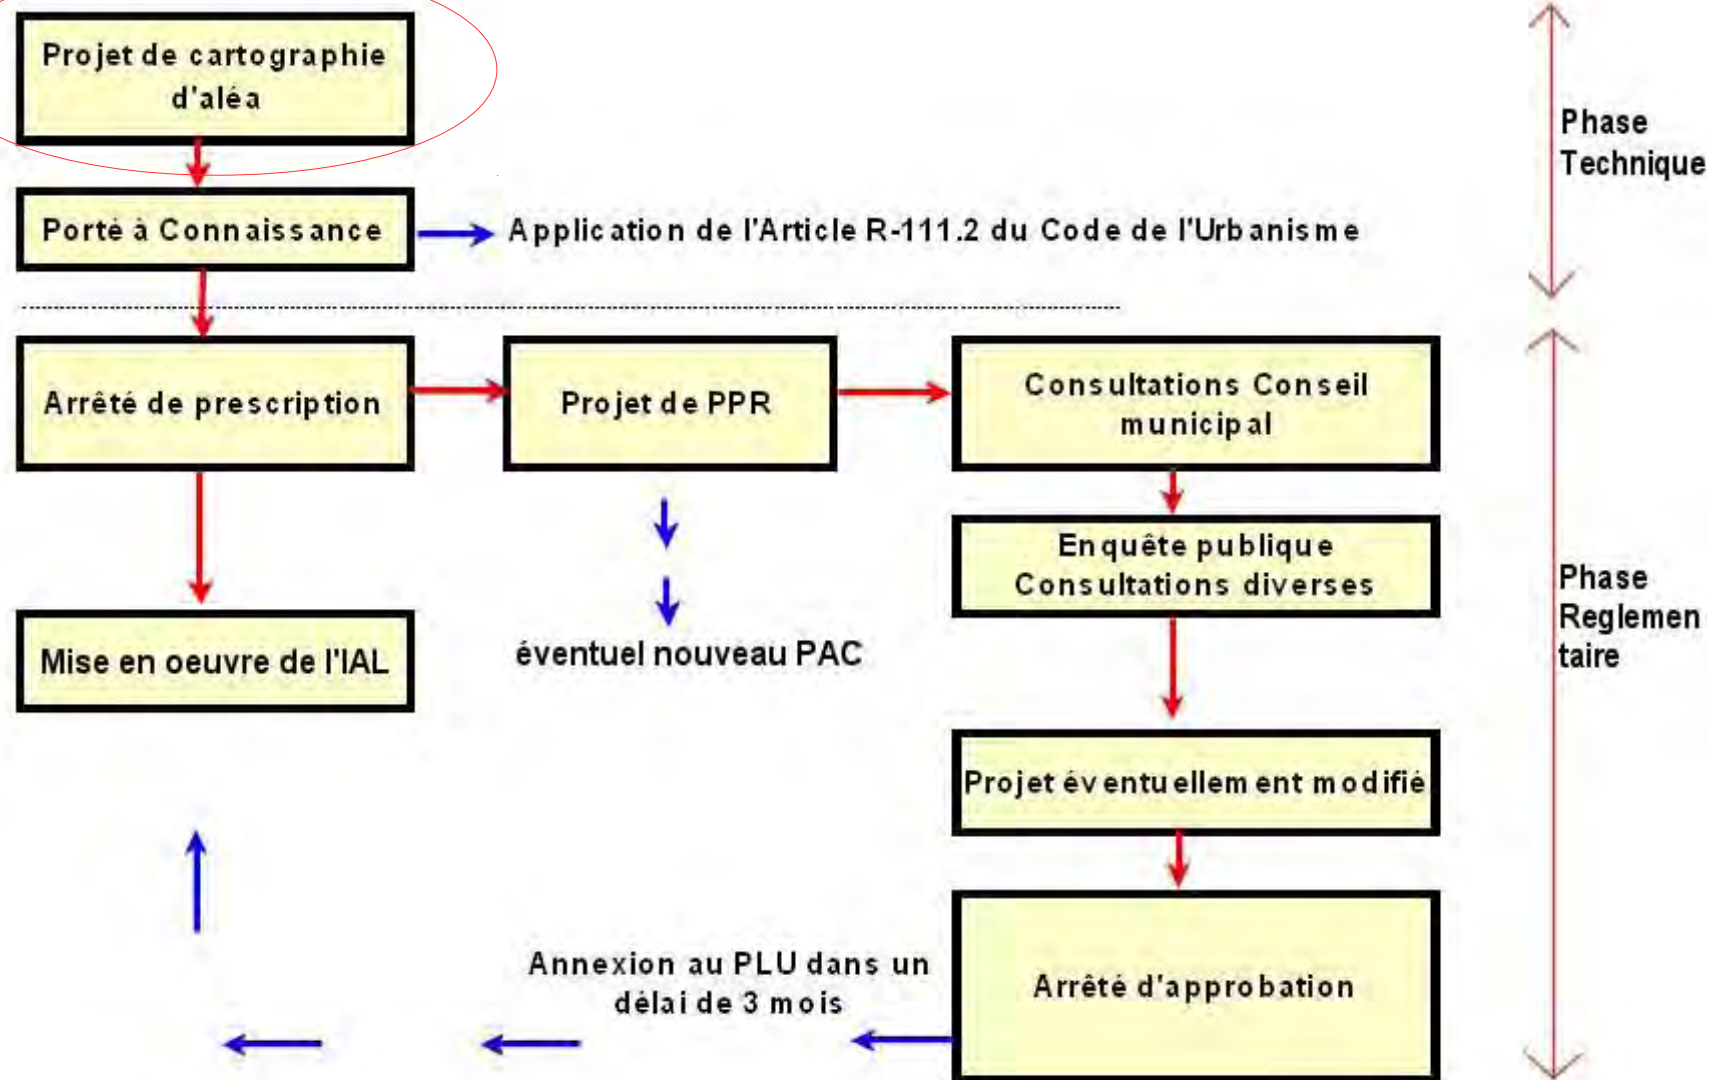 Projet de cartographie
d'aléa
Phase
Technique
Porté à Connaissance
Application de l'Article R-111.2 du Code de l'Urbanisme
Arrêté de prescription
Projet de PPR
Consultations Conseil
municipal
Enquête publique
Consultations diverses
Phase
Reglemen
taire
Mise en oeuvre de l'IAL
éventuel nouveau PAC
Projet éventuellement modifié
Annexion au PLU dans un
délai de 3 mois
Arrêté d'approbation